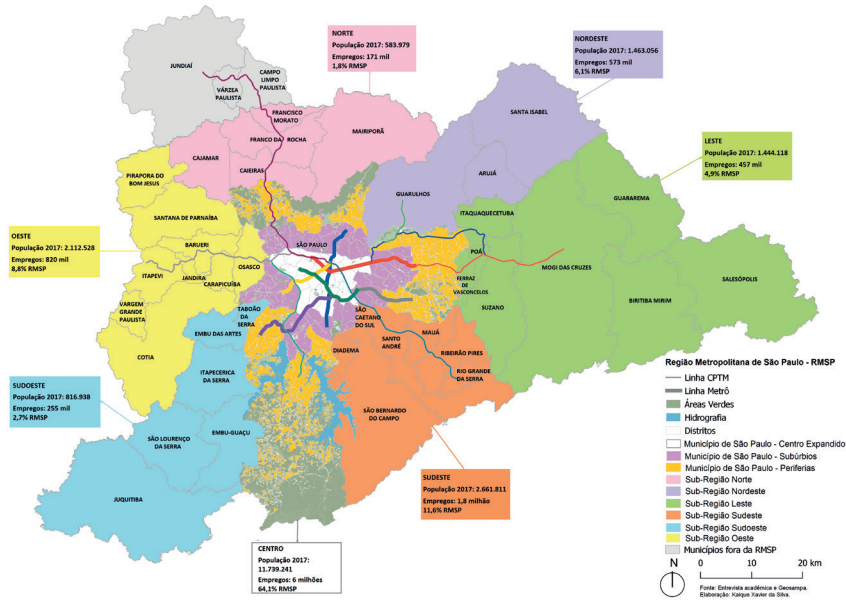 NORTE
População 2017: 583.979
Empregos: 171 mil
1,8% RMSP
NORDESTE
População 2017: 1.463.056
Empregos: 573 mil
6,1% RMSP
LESTE
População 2017: 1.444.118
Empregos: 457 mil
4,9% RMSP
OESTE
População 2017: 2.112.528
Empregos: 820 mil
8,8% RMSP
SUDOESTE
População 2017: 816.938
Empregos: 255 mil
2,7% RMSP
SUDESTE
População 2017: 2.661.811
Empregos: 1,8 milhão
11,6% RMSP
CENTRO
População 2017:
11.739.241
Empregos: 6 milhões
64,1% RMSP
JUNDIAÍ
CAMPO
LIMPO
PAULISTA
VÁRZEA
PAULISTA
FRANCISCO
MORATO
FRANCO DA ROCHA
MAIRIPORÃ
CAJAMAR
CAIEIRAS
SANTA ISABEL
ARUJÁ
GUARULHOS
PIRAPORA DO
BOM JESUS
SANTANA DE PARNAÍBA
BARUERI
OSASCO
ITAPEVI
JANDIRA
CARAPICUÍBA
VARGEM
GRANDE
PAULISTA
COTIA
SÃO PAULO
ITAQUAQUECETUBA
POÁ
FERRAZ
DE
VASCONCELOS
SUZANO
MOGI DAS CRUZES
GUARAREMA
BIRITIBA MIRIM
SALESÓPOLIS
TABOÃO
DA
SERRA
EMBU DAS ARTES
ITAPECERICA
DA SERRA
EMBU-GUAÇU
SÃO LOURENÇO
DA SERRA
JUQUITIBA
SÃO
CAETANO
DO SUL
DIADEMA
SANTO
ANDRÉ
MAUÁ
RIBEIRÃO PIRES
RIO GRANDE
DA SERRA
SÃO BERNARDO
DO CAMPO
Região Metropolitana de São Paulo - RMSP
Linha CPTM
Linha Metrô
Áreas Verdes
Hidrografia
Distritos
Município de São Paulo - Centro Expandido
Município de São Paulo - Subúrbios
Município de São Paulo - Periferias
Sub-Região Norte
Sub-Região Nordeste
Sub-Região Leste
Sub-Região Sudeste
Sub-Região Sudoeste
Sub-Região Oeste
Municípios fora da RMSP
N
0 10 20 km
Fonte: Entrevista acadêmica e Geosampa.
Elaboração: Kaique Xavier da Silva.